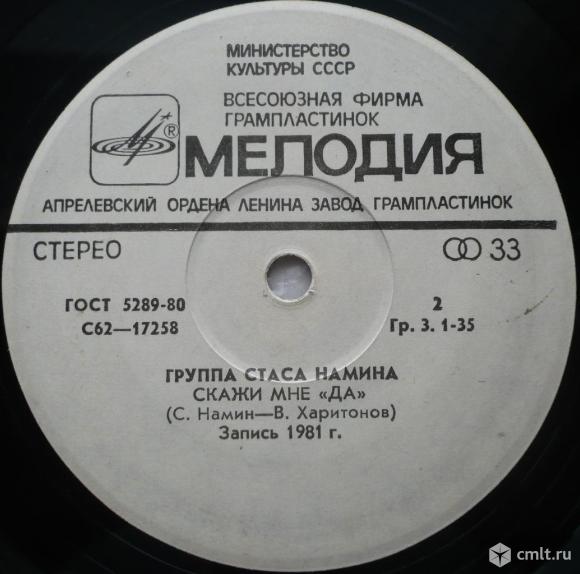 МИНИСТЕРСТВО
КУЛЬТУРЫ СССР
ВСЕСОЮЗНАЯ ФИРМА
ГРАМПЛАСТИНОК
® МЕЛОДИЯ
АПРЕЛЕВСКИЙ ОРДЕНА ЛЕНИНА ЗАВОД ГРАМПЛАСТИНОК
СТЕРЕО
33
ГОСТ 5289-80
С62—17258
2
Гр. 3. 1-35
ГРУППА СТАСА НАМИНА
СКАЖИ МНЕ «ДА»
(С. Намин—В. Харитонов)
Запись 1981 г.
cmlt.ru